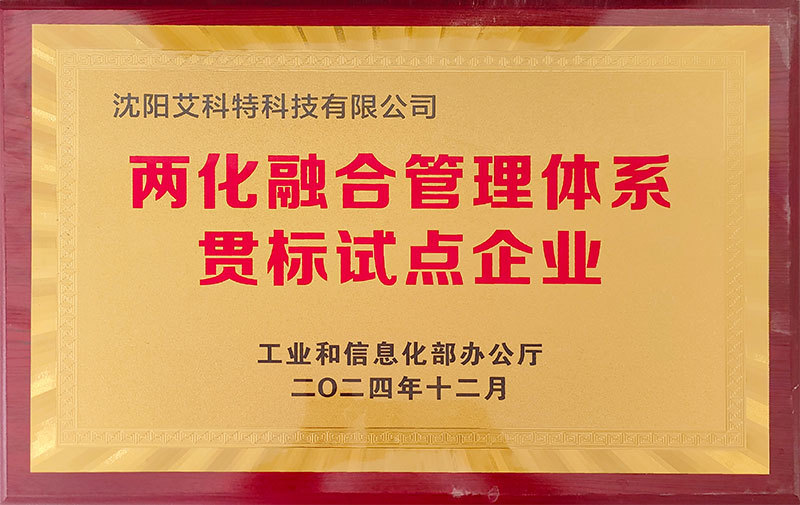 沈阳艾科特科技有限公司
两化融合管理体系
贯标试点企业
工业和信息化部办公厅
二〇二四年十二月